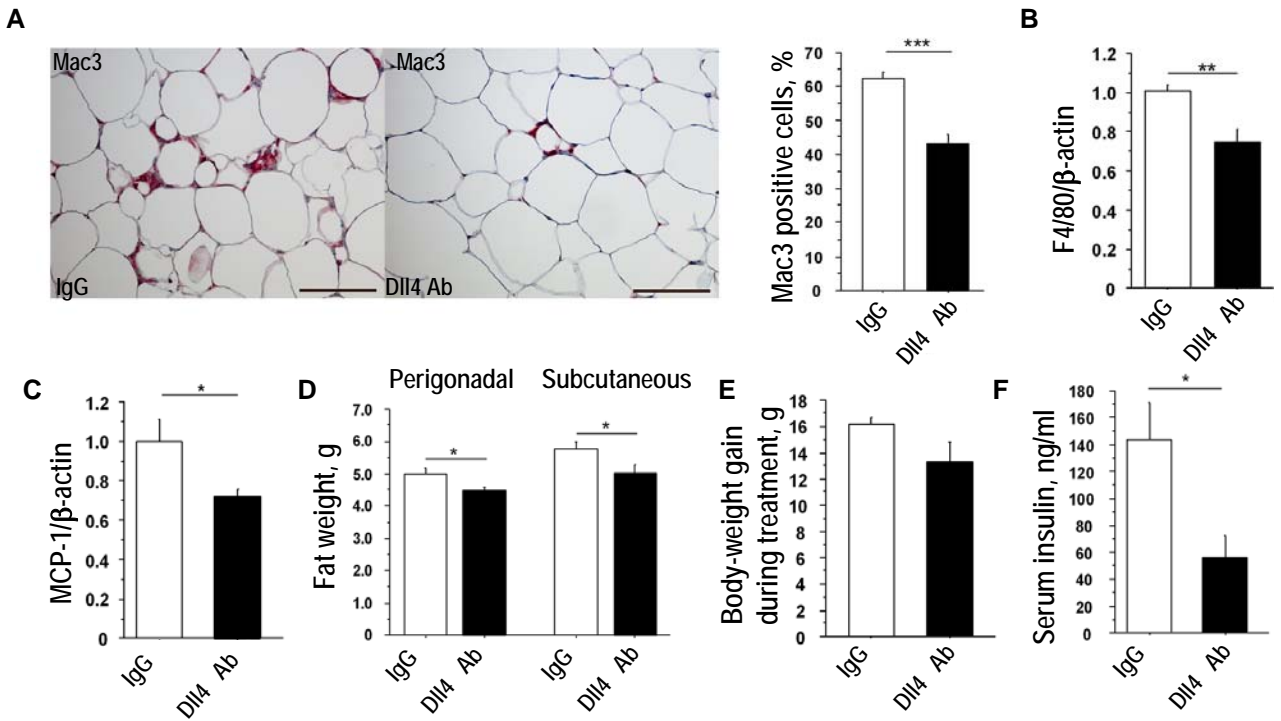 A
Mac3
IgG
Mac3
Dll4 Ab
Mac3 positive cells, %
70
60
50
40
30
20
10
0
***
IgG
Dll4 Ab
B
F4/80/β-actin
1.2
1.0
0.8
0.6
0.4
0.2
0
**
IgG
Dll4 Ab
C
MCP-1/β-actin
1.2
1.0
0.8
0.6
0.4
0.2
0
*
IgG
Dll4 Ab
D
Perigonadal
Subcutaneous
Fat weight, g
7.0
6.0
5.0
4.0
3.0
2.0
1.0
0
*
*
IgG
Dll4 Ab
IgG
Dll4 Ab
E
Body-weight gain
during treatment, g
18
16
14
12
10
8
6
4
2
0
IgG
Dll4 Ab
F
Serum insulin, ng/ml
180
160
140
120
100
80
60
40
20
0
*
IgG
Dll4 Ab